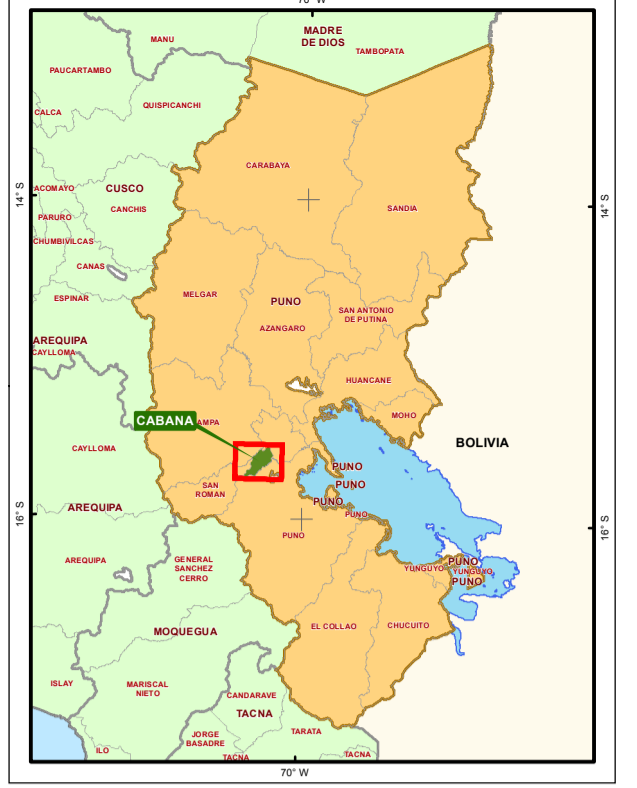 70° W
MADRE
DE DIOS
MANU
TAMBOPATA
PAUCARTAMBO
QUISPICANCHI
CALCA
CARABAYA
14° S
ACOMAYO
CUSCO
CANCHIS
SANDIA
14° S
PARURO
CHUMBIVILCAS
CANAS
ESPINAR
MELGAR
PUNO
SAN ANTONIO
DE PUTINA
AZANGARO
AREQUIPA
CAYLLOMA
HUANCANE
MOHO
CABANA
AMPA
BOLIVIA
CAYLLOMA
PUNO
SAN
ROMAN
PUNO
PUNO
AREQUIPA
PUNO
16° S
16° S
PUNO
AREQUIPA
GENERAL
SANCHEZ
CERRO
YUNGUYO
PUNO
YUNGUYO
PUNO
MOQUEGUA
EL COLLAO
CHUCUITO
ISLAY
MARISCAL
NIETO
CANDARAVE
TACNA
TARATA
JORGE
BASADRE
ILO
TACNA
TACNA
70° W